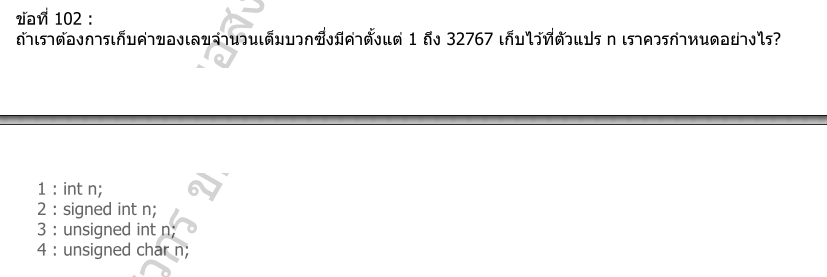 ข้อที่ 102 :
ถ้าเราต้องการเก็บค่าของเลขจำนวนเต็มบวกซึ่งมีค่าตั้งแต่ 1 ถึง 32767 เก็บไว้ที่ตัวแปร n เราควรกำหนดอย่างไร?
1 : int n;
2 : signed int n;
3 : unsigned int n;
4 : unsigned char n;